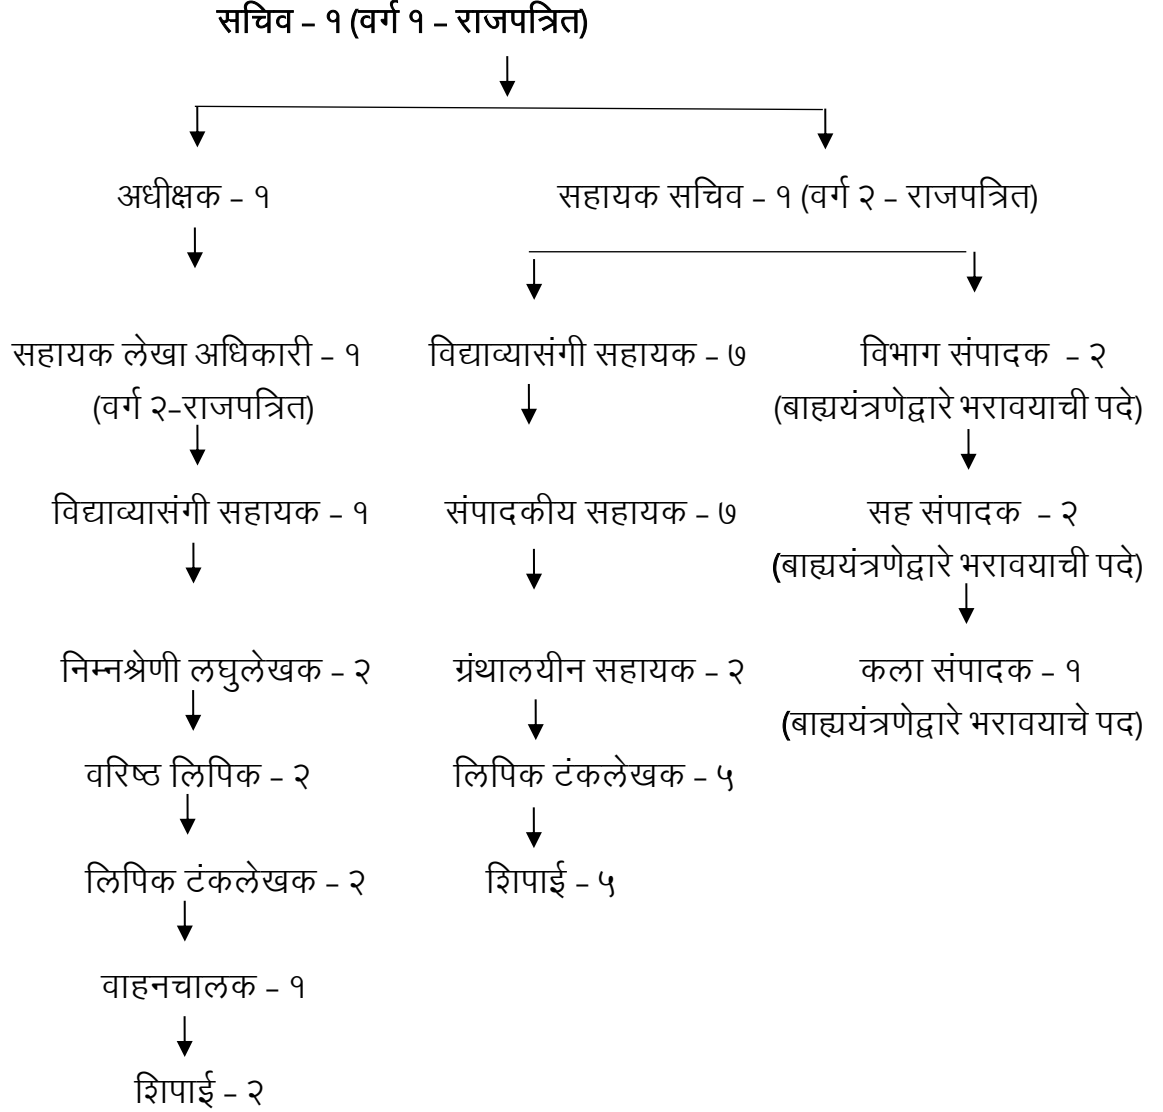 सचिव – १ (वर्ग १ – राजपत्रित)
अधीक्षक – १
सहायक सचिव – १ (वर्ग २ – राजपत्रित)
सहायक लेखा अधिकारी – १
विद्याव्यासंगी सहायक – ७
विभाग संपादक – २
(वर्ग २–राजपत्रित)
(बाह्ययंत्रणेद्वारे भरावयाची पदे)
विद्याव्यासंगी सहायक – १
संपादकीय सहायक – ७
सह संपादक – २
(बाह्ययंत्रणेद्वारे भरावयाची पदे)
निम्नश्रेणी लघुलेखक – २
ग्रंथालयीन सहायक – २
कला संपादक – १
(बाह्ययंत्रणेद्वारे भरावयाचे पद)
वरिष्ठ लिपिक – २
लिपिक टंकलेखक – ५
लिपिक टंकलेखक – २
शिपाई – ५
वाहनचालक – १
शिपाई – २